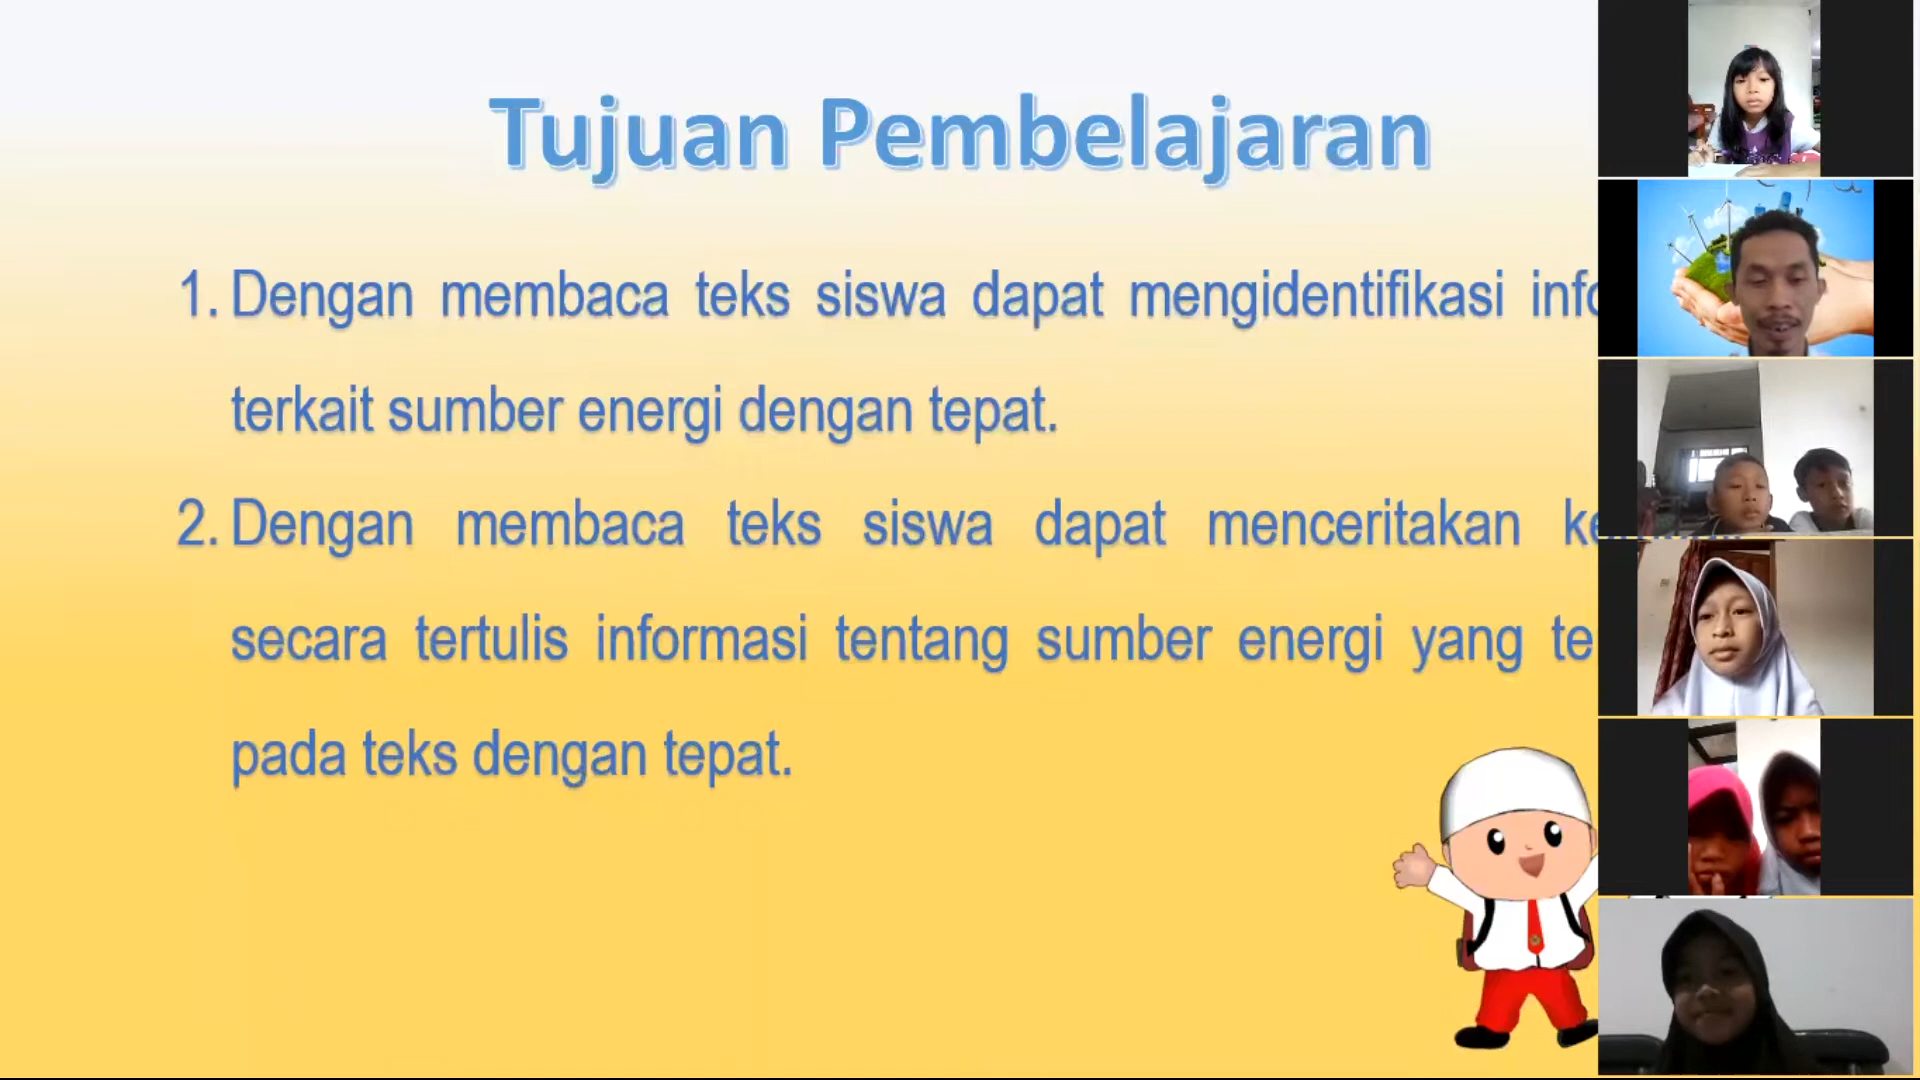 Tujuan Pembelajaran
1. Dengan membaca teks siswa dapat mengidentifikasi
terkait sumber energi dengan tepat.
2. Dengan membaca teks siswa dapat menceritakan
secara tertulis informasi tentang sumber energi yang
pada teks dengan tepat.